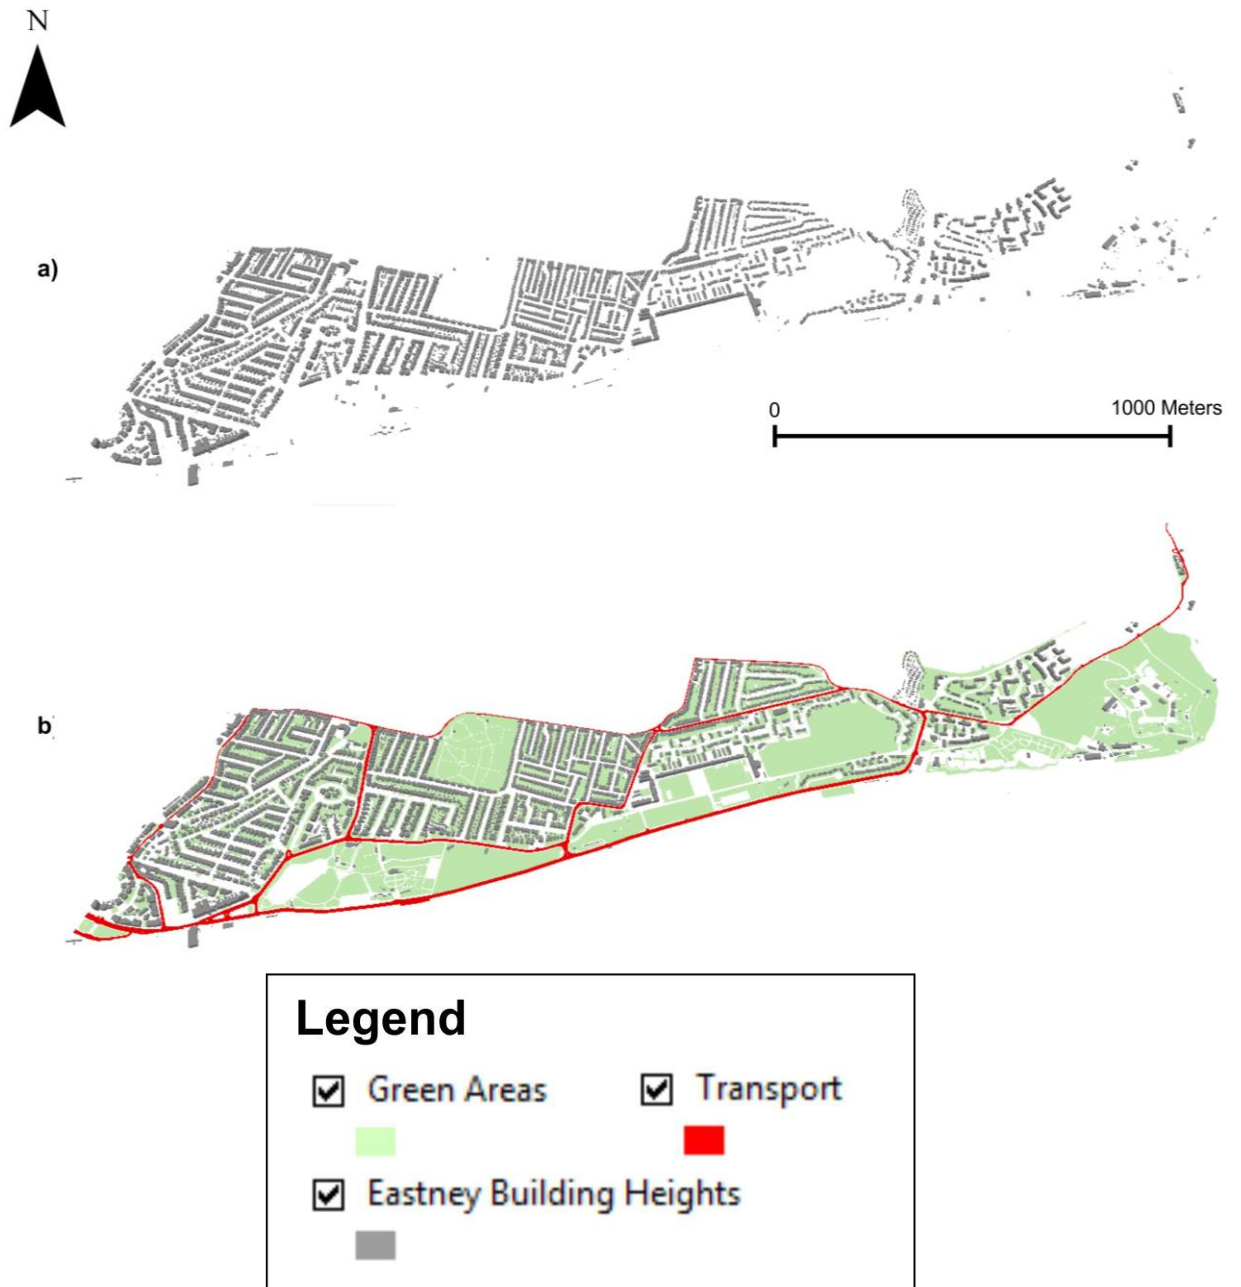 N
a)
0 1000 Meters
b
Legend
Green Areas Transport
Eastney Building Heights